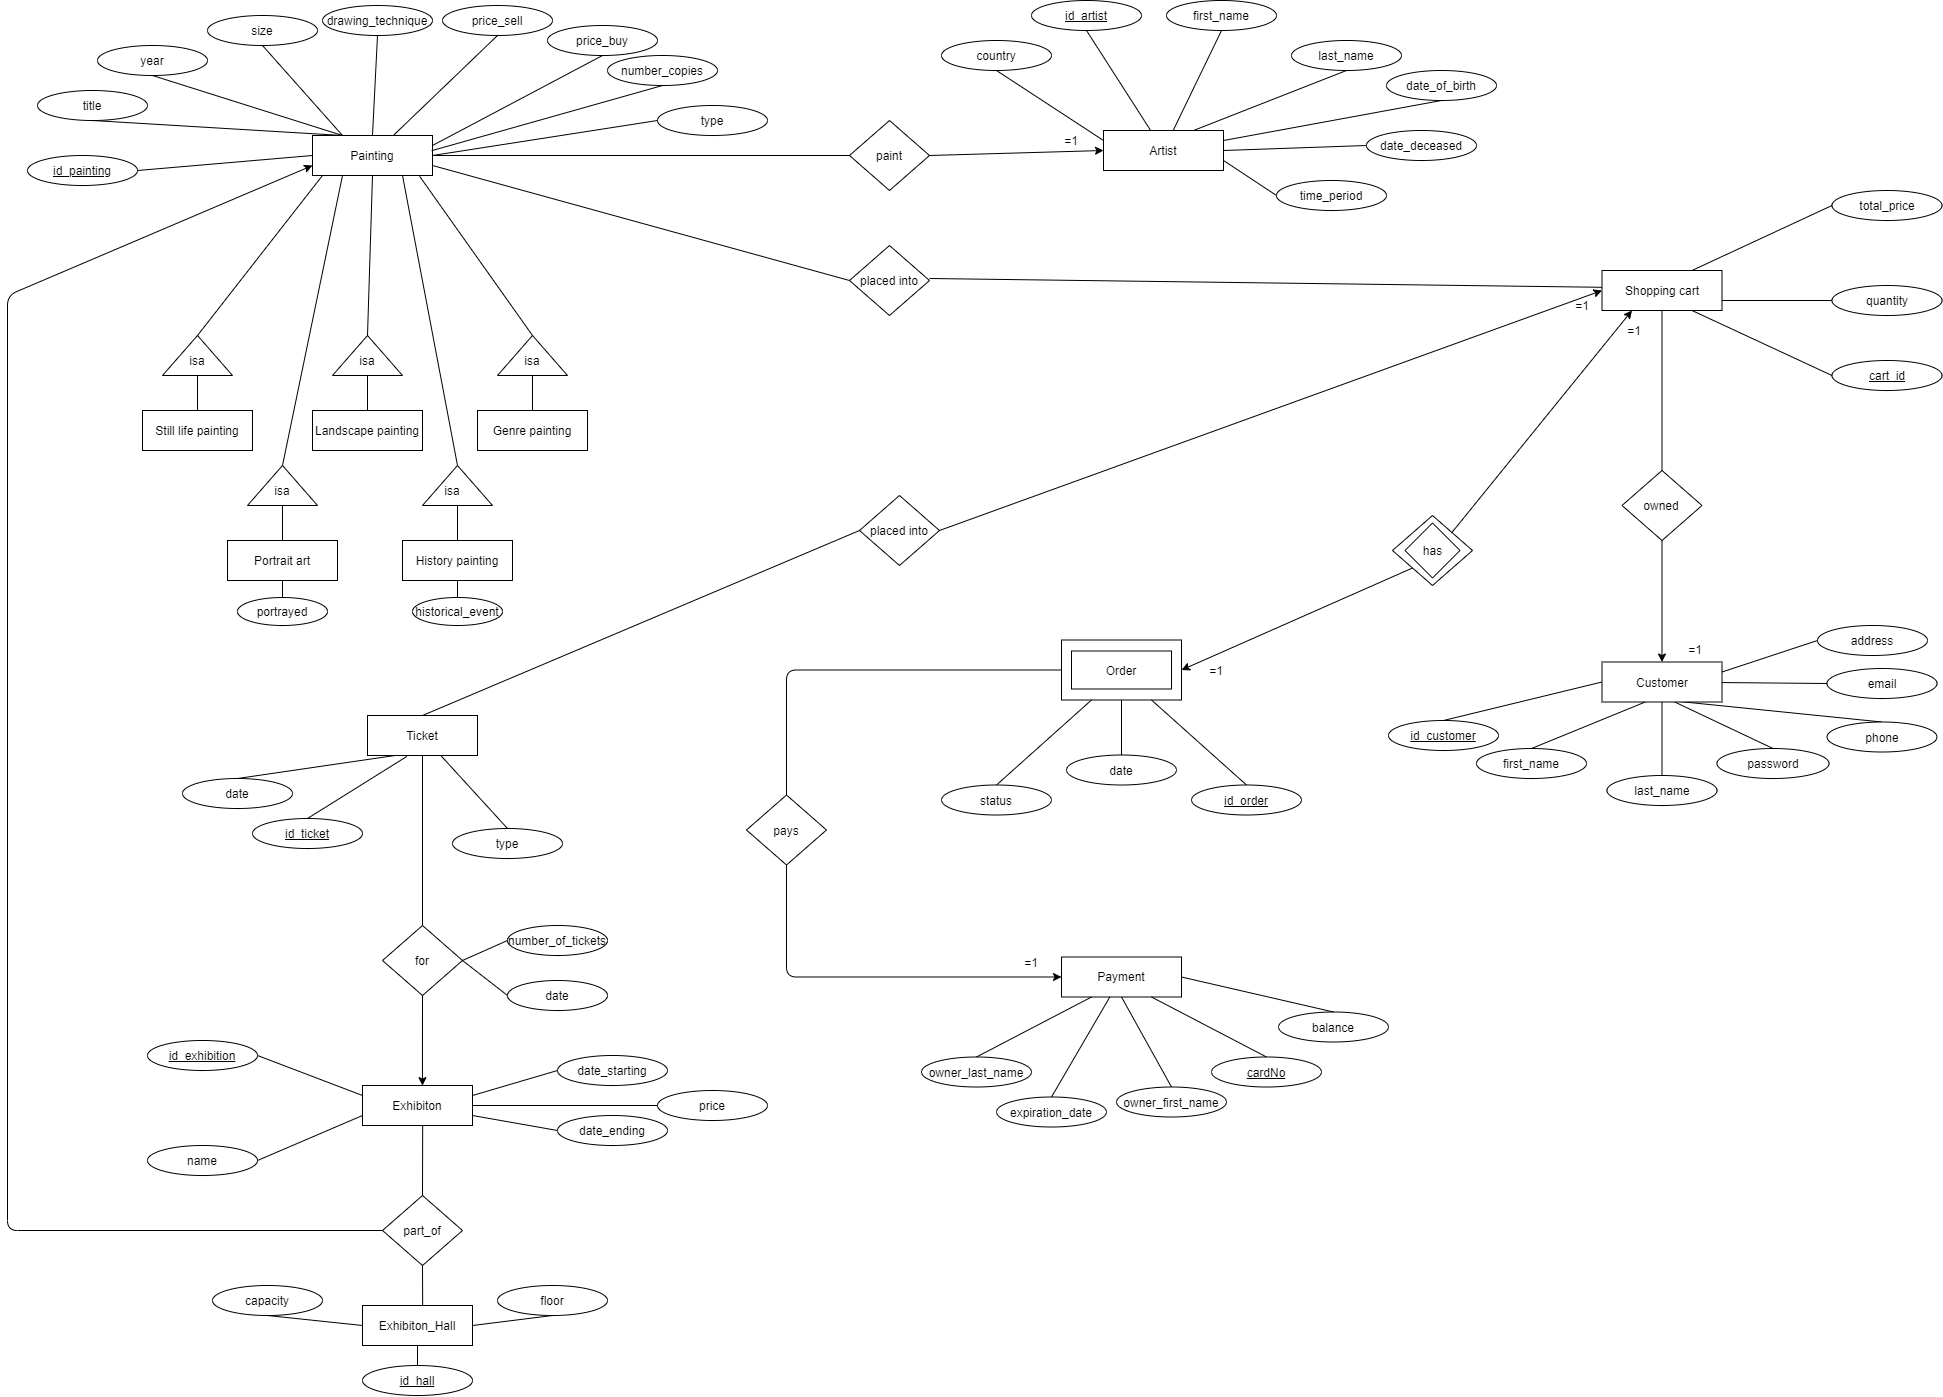 id_artist
first_name
size
drawing_technique
price_sell
price_buy
country
last_name
year
number_copies
date_of_birth
title
type
Painting
paint
=1
Artist
date_deceased
id_painting
time_period
total_price
placed into
Shopping cart
quantity
=1
=1
isa
isa
isa
cart_id
Still life painting
Landscape painting
Genre painting
isa
isa
owned
placed into
has
Portrait art
History painting
portrayed
historical_event
address
=1
Order
=1
Customer
email
Ticket
id_customer
phone
first_name
password
date
date
last_name
status
id_order
id_ticket
type
pays
number_of_tickets
for
=1
Payment
date
balance
id_exhibition
date_starting
owner_last_name
cardNo
Exhibiton
price
expiration_date
owner_first_name
date_ending
name
part_of
capacity
floor
Exhibiton_Hall
id_hall